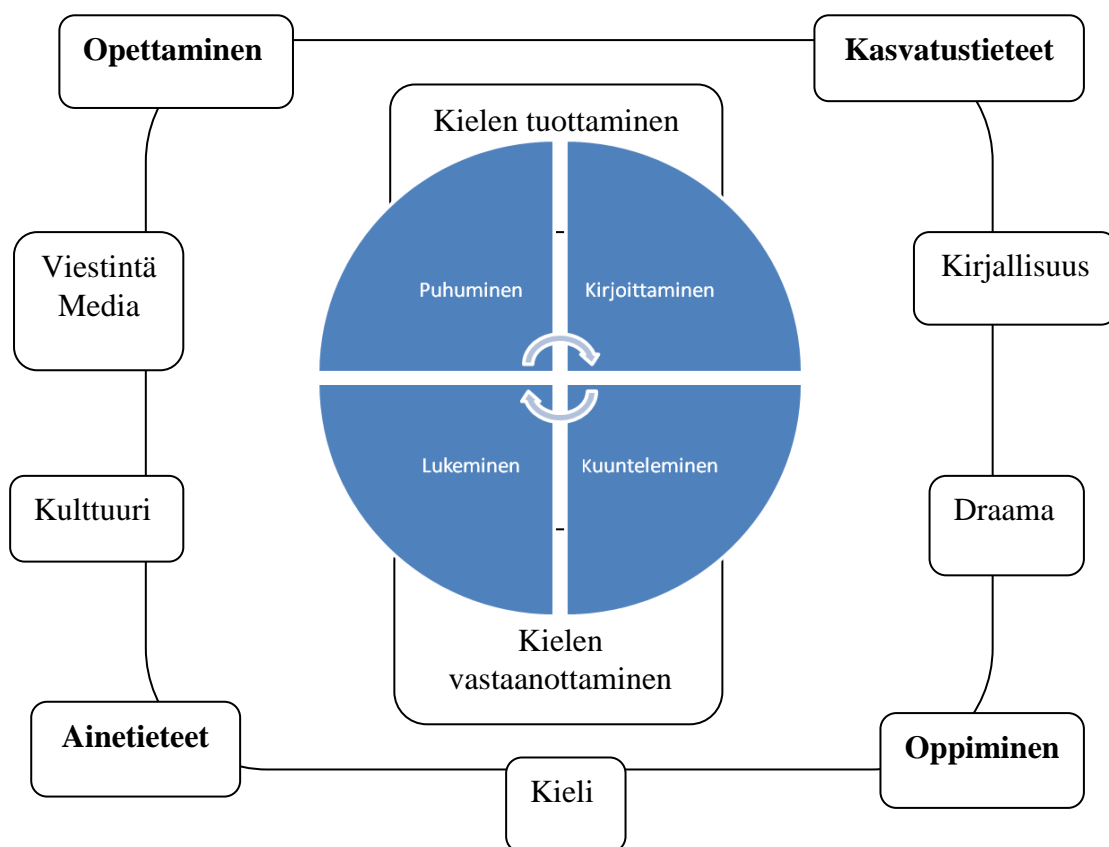 Opettaminen
Kasvatustieteet
Kielen tuottaminen
Viestintä
Media
Kirjallisuus
Puhuminen
Kirjoittaminen
Lukeminen
Kuunteleminen
Kulttuuri
Draama
Kielen
vastaanottaminen
Ainetieteet
Oppiminen
Kieli